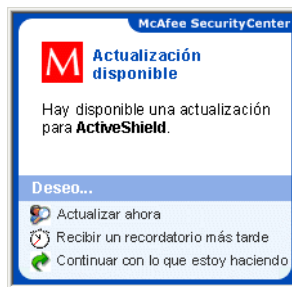 McAfee SecurityCenter
M Actualización
disponible
Hay disponible una actualización
para ActiveShield.
Deseo...
Actualizar ahora
Recibir un recordatorio más tarde
Continuar con lo que estoy haciendo